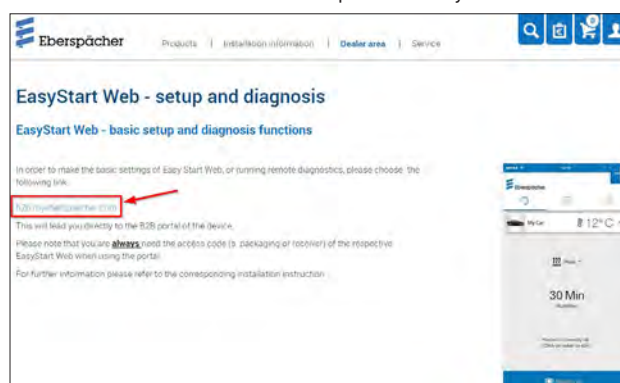 Eberspächer
Products | Installation information | Dealer area | Service
EasyStart Web - setup and diagnosis
EasyStart Web - basic setup and diagnosis functions
In order to make the basic settings of Easy Start Web, or running remote diagnostics, please choose the
following link:
This will lead you directly to the B2B portal of the device.
Please note that you are always need the access code (s. packaging or receiver) of the respective
EasyStart Web when using the portal.
For further information please refer to the corresponding installation instruction.
Eberspächer
My Car
12°C
30 Min